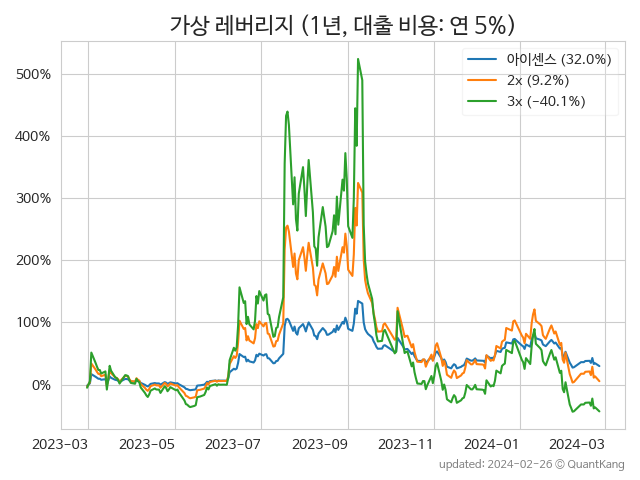 가상 레버리지 (1년, 대출 비용: 연 5%)
아이센스 (32.0%)
2x (9.2%)
3x (−40.1%)
500%
400%
300%
200%
100%
0%
2023-03 2023-05 2023-07 2023-09 2023-11 2024-01 2024-03
updated: 2024-02-26 © QuantKang